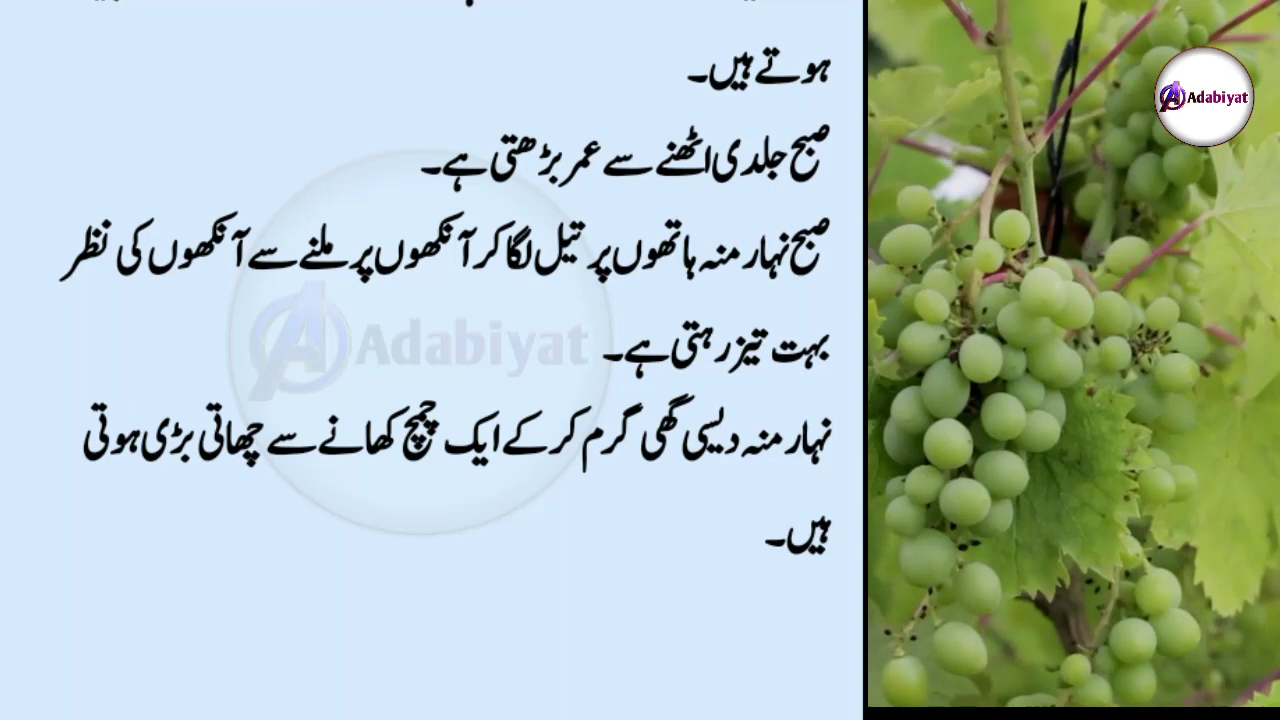 ہوتے ہیں۔
صبح جلدی اٹھنے سے عمر بڑھتی ہے۔
صبح نہار منہ ہاتھوں پر تیل لگا کر آنکھوں پر ملنے سے آنکھوں کی نظر
بہت تیز رہتی ہے۔
نہار منہ دیسی گھی گرم کر کے ایک چمچ کھانے سے چھاتی بڑی ہوتی
ہیں۔
Adabiyat
Adabiyat